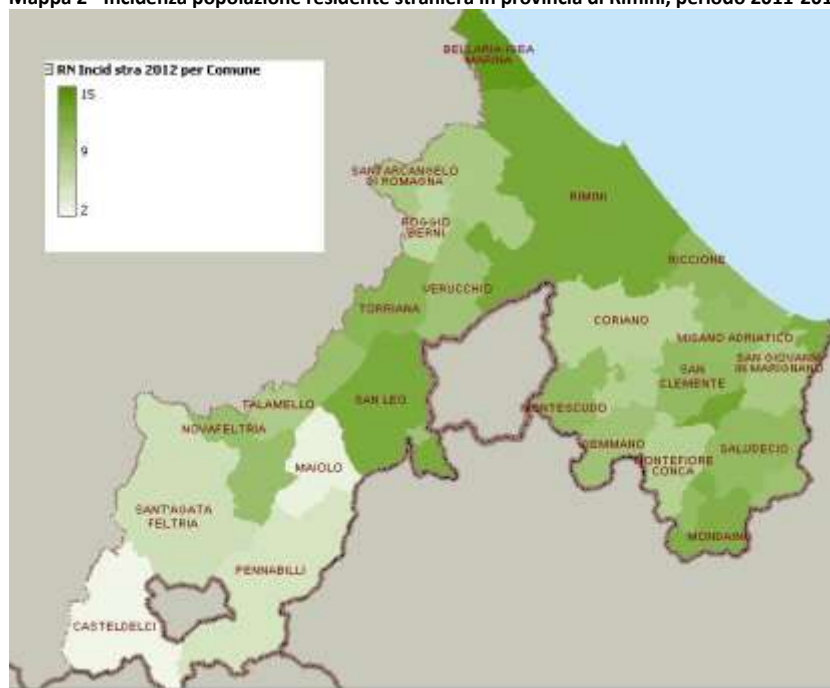 Mappa 2 - Incidenza popolazione residente straniera in provincia di Rimini, periodo 2011-201
RN Incid stra 2012 per Comune
15
9
2
BELLARIA-IGEA
MARINA
SANTARCANGELO
DI ROMAGNA
POGGIO
BERNI
RIMINI
RICCIONE
VERUCCHIO
TORRIANA
CORIANO
MISANO ADRIATICO
SAN GIOVANNI
IN MARIGNANO
SAN
CLEMENTE
TALAMELLO
SAN LEO
MONTESCUDO
NOVAFELTRIA
GEMMANO
SALUDECIO
MONTEFIORE
CONCA
MAIOLO
SANT'AGATA
FELTRIA
MONDAINO
PENNABILLI
CASTELDELCI